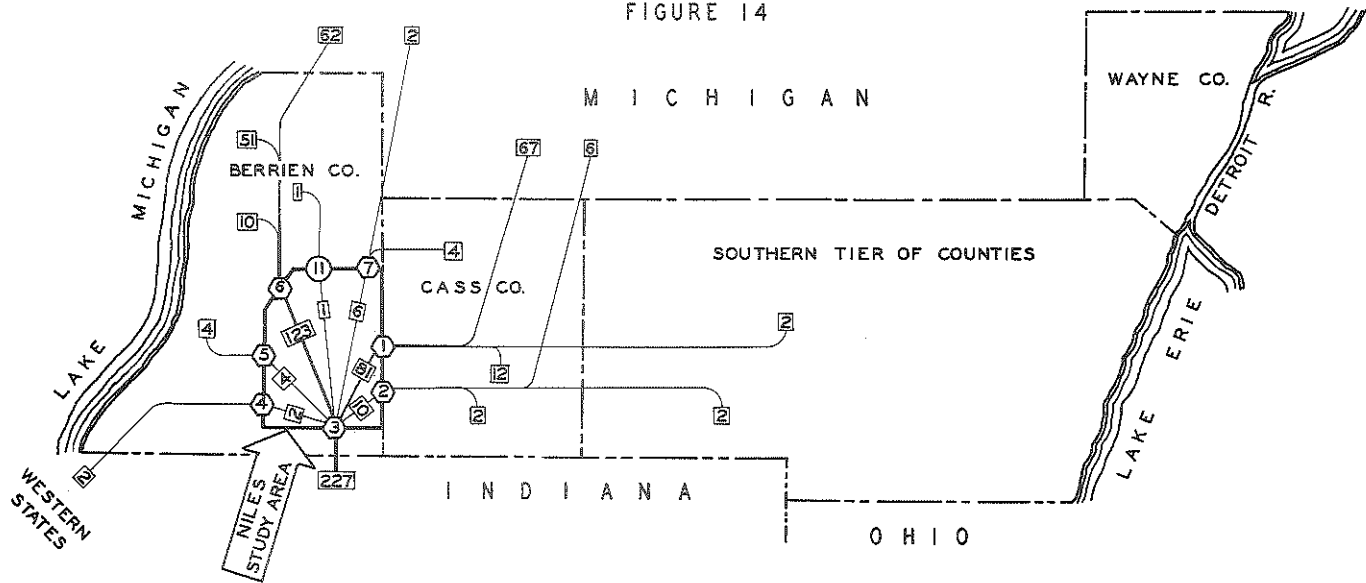 FIGURE 14
62
2
MICHIGAN
WAYNE CO.
LAKE MICHIGAN
51
67
6
BERRIEN CO.
1
DETROIT R.
10
4
SOUTHERN TIER OF COUNTIES
11
7
CASS CO.
6
1
6
123
2
4
1
5
81
12
4
2
LAKE ERIE
4
2
10
2
2
3
2
WESTERN
STATES
227
INDIANA
NILES
STUDY AREA
OHIO